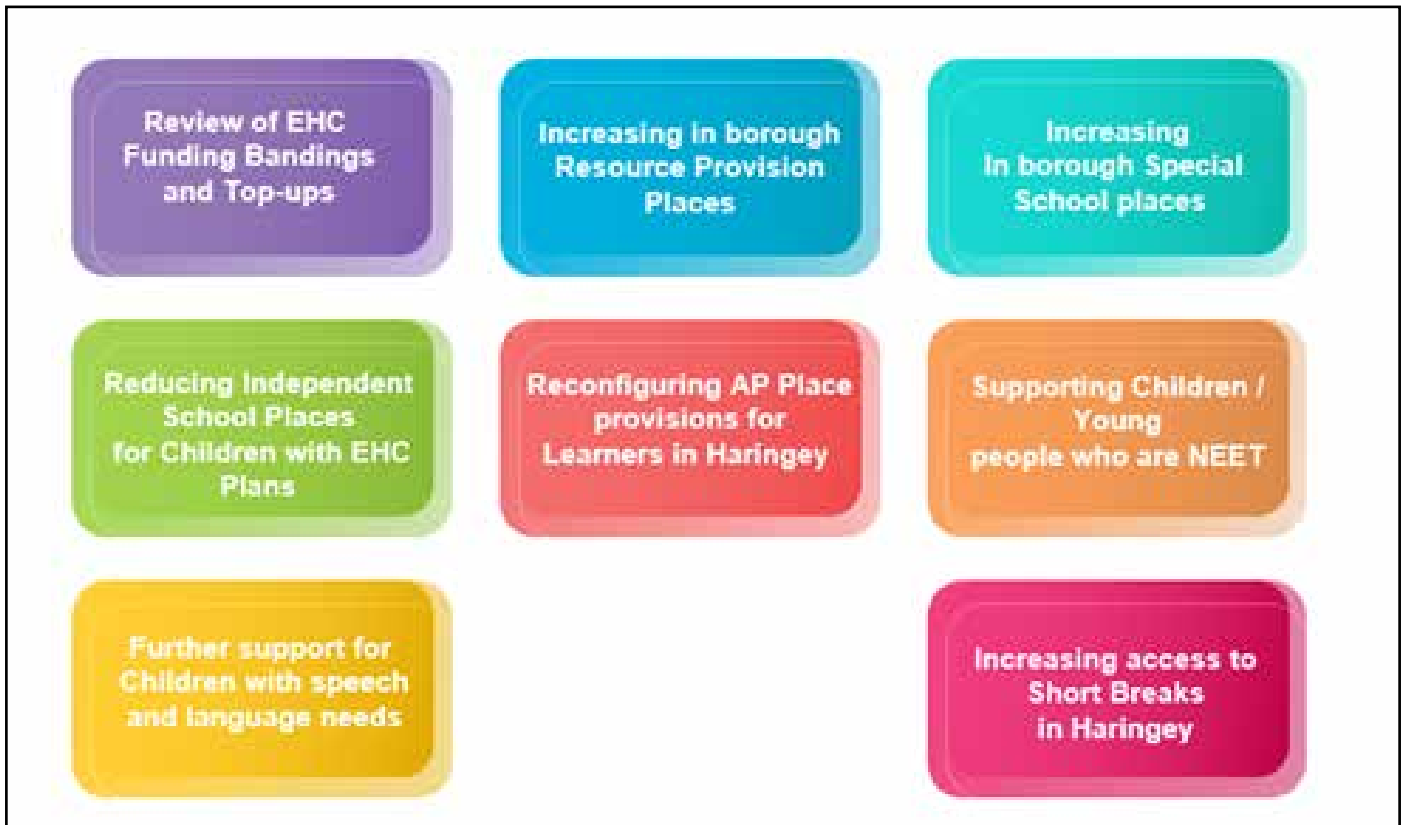 Review of EHC
Funding Bandings
and Top-ups
Increasing in borough
Resource Provision
Places
Increasing
In borough Special
School places
Reducing Independent
School Places
for Children with EHC
Plans
Reconfiguring AP Place
provisions for
Learners in Haringey
Supporting Children /
Young
people who are NEET
Further support for
Children with speech
and language needs
Increasing access to
Short Breaks
in Haringey